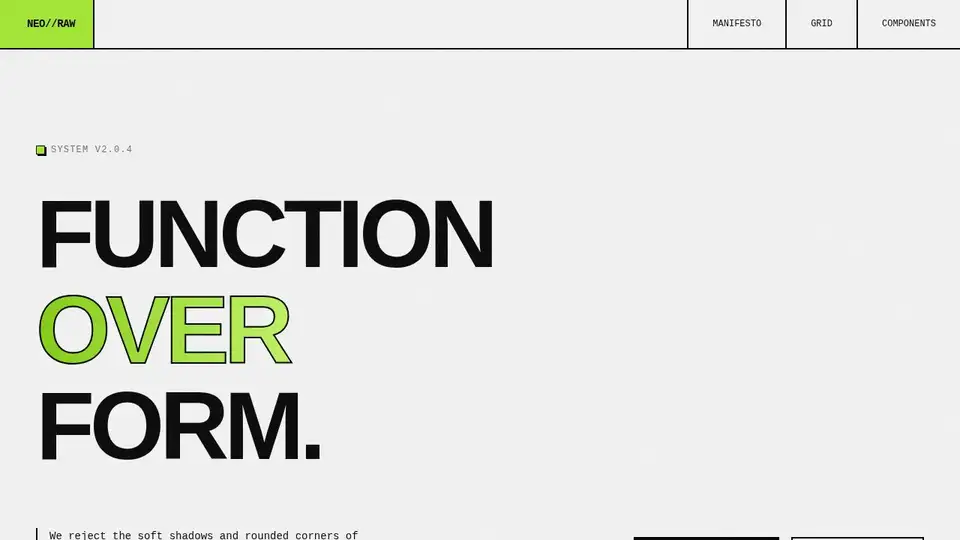 NEO//RAW
MANIFESTO
GRID
COMPONENTS
SYSTEM V2.0.4
FUNCTION
OVER
FORM.
We reject the soft shadows and rounded corners of